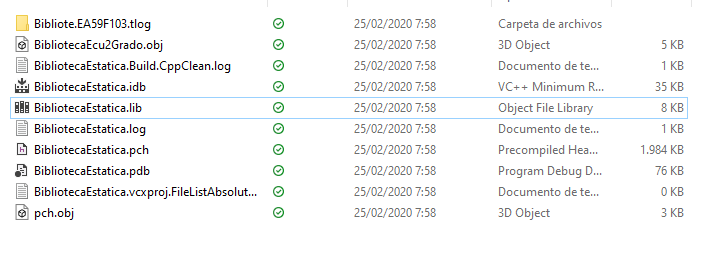 Bibliote.EA59F103.tlog 25/02/2020 7:58 Carpeta de archivos
BibliotecaEcu2Grado.obj 25/02/2020 7:58 3D Object 5 KB
BibliotecaEstatica.Build.CppClean.log 25/02/2020 7:58 Documento de te... 1 KB
BibliotecaEstatica.idb 25/02/2020 7:58 VC++ Minimum R... 35 KB
BibliotecaEstatica.lib 25/02/2020 7:58 Object File Library 8 KB
BibliotecaEstatica.log 25/02/2020 7:58 Documento de te... 1 KB
BibliotecaEstatica.pch 25/02/2020 7:58 Precompiled Hea... 1.984 KB
BibliotecaEstatica.pdb 25/02/2020 7:58 Program Debug D... 76 KB
BibliotecaEstatica.vcxproj.FileListAbsolut... 25/02/2020 7:58 Documento de te... 0 KB
pch.obj 25/02/2020 7:58 3D Object 3 KB